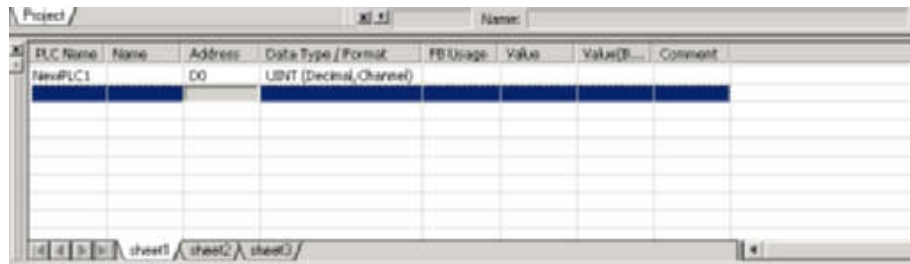 Project
Name:
PLC Name Name Address Data Type / Format FB Usage Value Value(B... Comment
NewPLC1 D0 UINT (Decimal,Channel)
sheet1 sheet2 sheet3